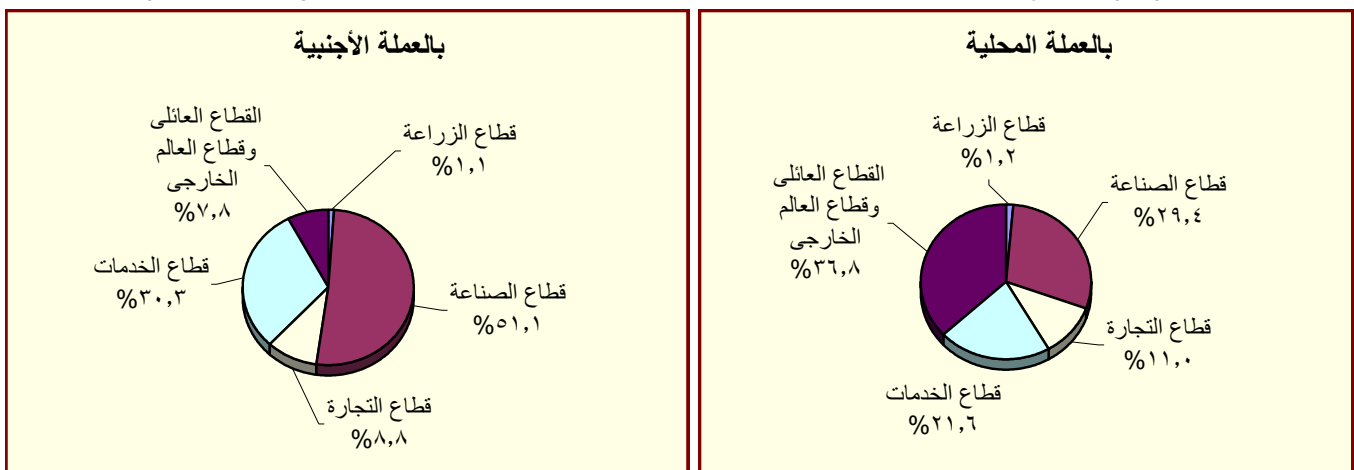 بالعملة المحلية
قطاع الزراعة
%١,٢
قطاع الصناعة
%٢٩,٤
قطاع التجارة
%١١,٠
قطاع الخدمات
%٢١,٦
القطاع العائلى
وقطاع العالم
الخارجى
%٣٦,٨
بالعملة الأجنبية
قطاع الزراعة
%١,١
قطاع الصناعة
%٥١,١
قطاع التجارة
%٨,٨
قطاع الخدمات
%٣٠,٣
القطاع العائلى
وقطاع العالم
الخارجى
%٧,٨